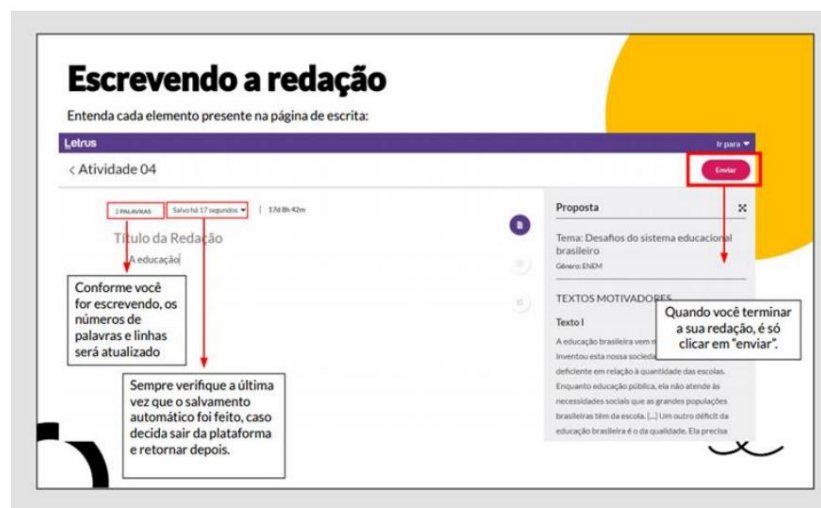 Escrevendo a redação
Entenda cada elemento presente na página de escrita:
Letrus
Ir para
< Atividade 04
Enviar
2 PALAVRAS
Salvo há 17 segundos
17d 8h 42m
Título da Redação
A educação
Conforme você
for escrevendo, os
números de
palavras e linhas
será atualizado
Sempre verifique a última
vez que o salvamento
automático foi feito, caso
decida sair da plataforma
e retornar depois.
Proposta
Tema: Desafios do sistema educacional
brasileiro
Gênero: ENEM
TEXTOS MOTIVADORES
Texto I
A educação brasileira vem
inventou esta nossa socieda
deficiente em relação à quantidade das escolas.
Enquanto educação pública, ela não atende às
necessidades sociais que as grandes populações
brasileiras têm da escola. [...] Um outro déficit da
educação brasileira é o da qualidade. Ela precisa
Quando você terminar
a sua redação, é só
clicar em "enviar".